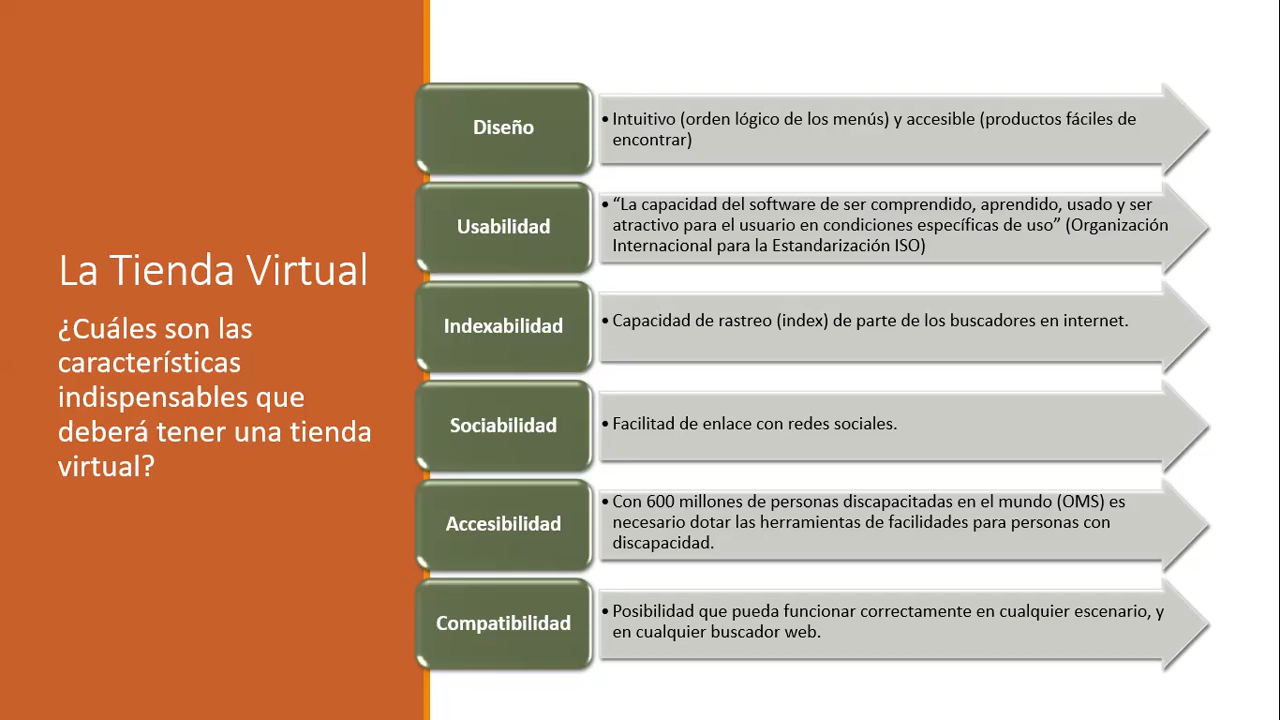 La Tienda Virtual
¿Cuáles son las
características
indispensables que
deberá tener una tienda
virtual?
Diseño
• Intuitivo (orden lógico de los menús) y accesible (productos fáciles de
encontrar)
Usabilidad
• “La capacidad del software de ser comprendido, aprendido, usado y ser
atractivo para el usuario en condiciones específicas de uso” (Organización
Internacional para la Estandarización ISO)
Indexabilidad
• Capacidad de rastreo (index) de parte de los buscadores en internet.
Sociabilidad
• Facilitad de enlace con redes sociales.
Accesibilidad
• Con 600 millones de personas discapacitadas en el mundo (OMS) es
necesario dotar las herramientas de facilidades para personas con
discapacidad.
Compatibilidad
• Posibilidad que pueda funcionar correctamente en cualquier escenario, y
en cualquier buscador web.